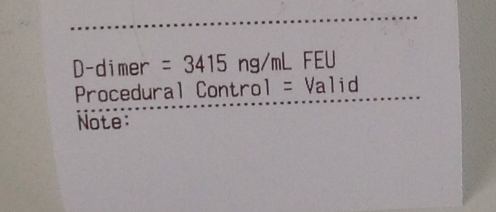 D-dimer = 3415 ng/mL FEU
Procedural Control = Valid
Note: